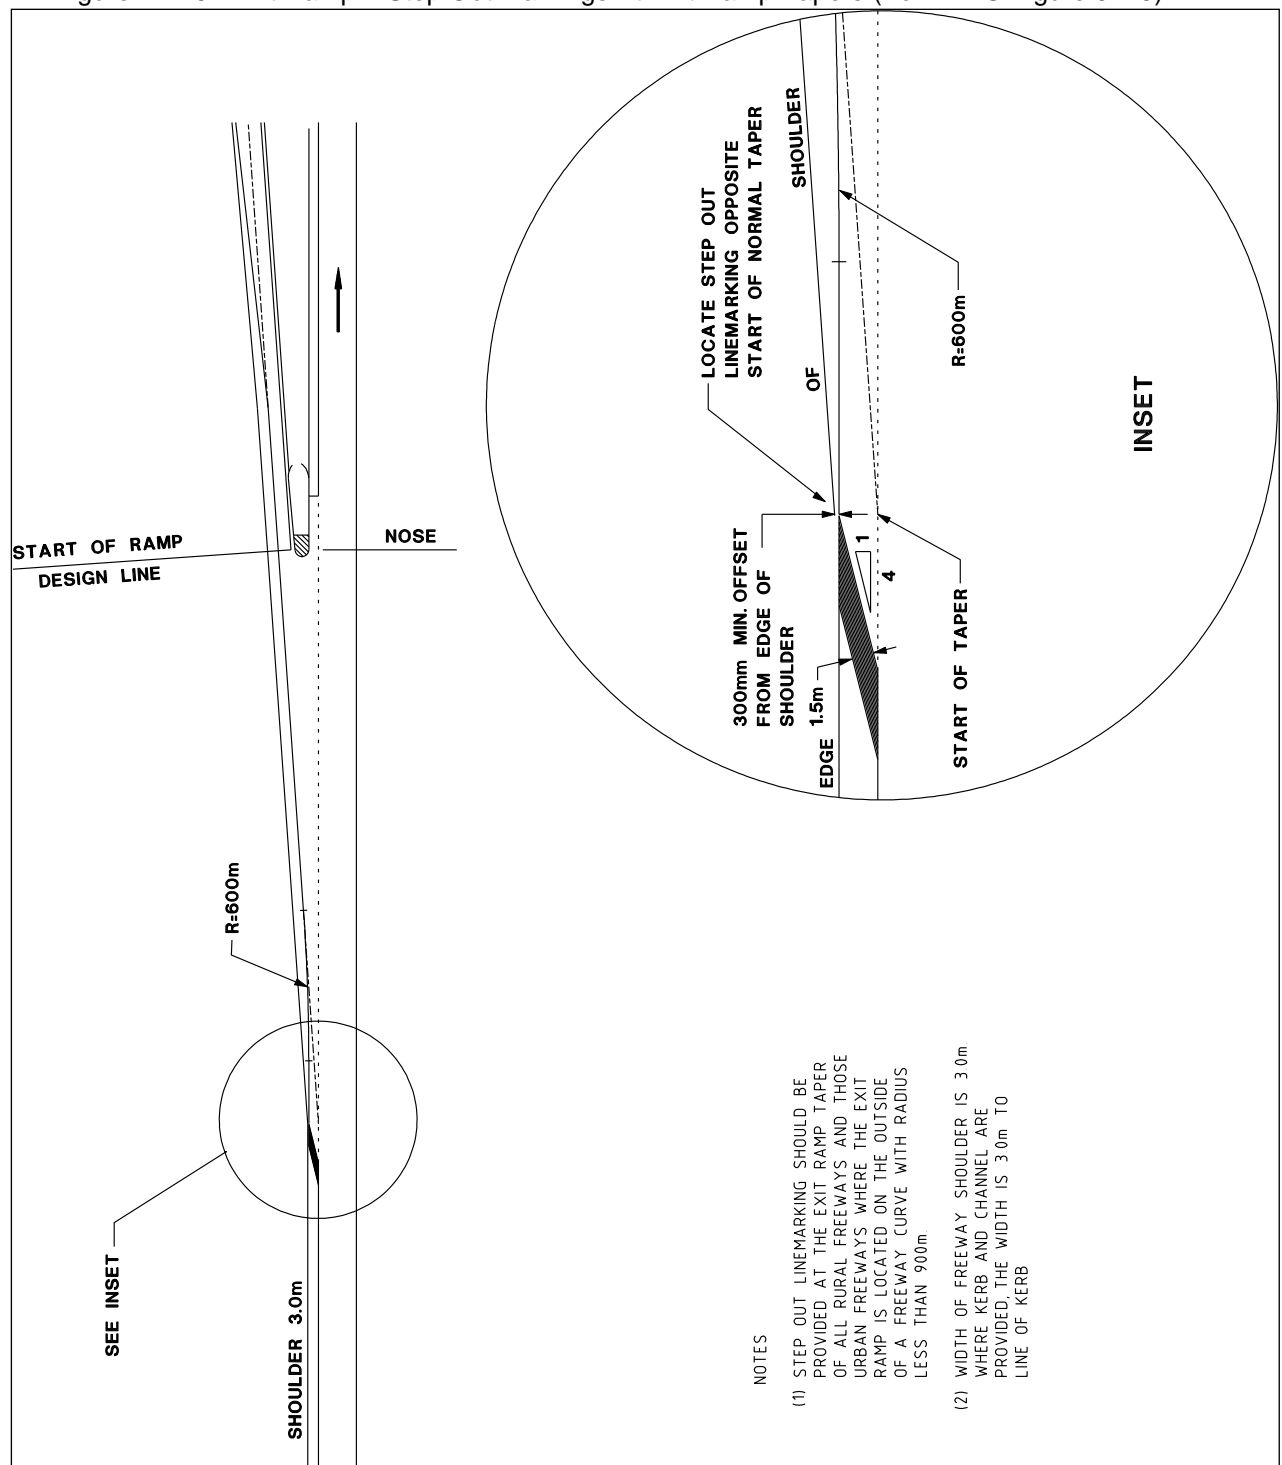 START OF RAMP
DESIGN LINE
NOSE
R=600m
SEE INSET
SHOULDER 3.0m
LOCATE STEP OUT
LINEMARKING OPPOSITE
START OF NORMAL TAPER
EDGE OF SHOULDER
R=600m
300mm MIN. OFFSET
FROM EDGE OF
SHOULDER
1.5m
1
4
START OF TAPER
INSET
NOTES
(1) STEP OUT LINEMARKING SHOULD BE
PROVIDED AT THE EXIT RAMP TAPER
OF ALL RURAL FREEWAYS AND THOSE
URBAN FREEWAYS WHERE THE EXIT
RAMP IS LOCATED ON THE OUTSIDE
OF A FREEWAY CURVE WITH RADIUS
LESS THAN 900m.
(2) WIDTH OF FREEWAY SHOULDER IS 3.0m.
WHERE KERB AND CHANNEL ARE
PROVIDED, THE WIDTH IS 3.0m TO
LINE OF KERB